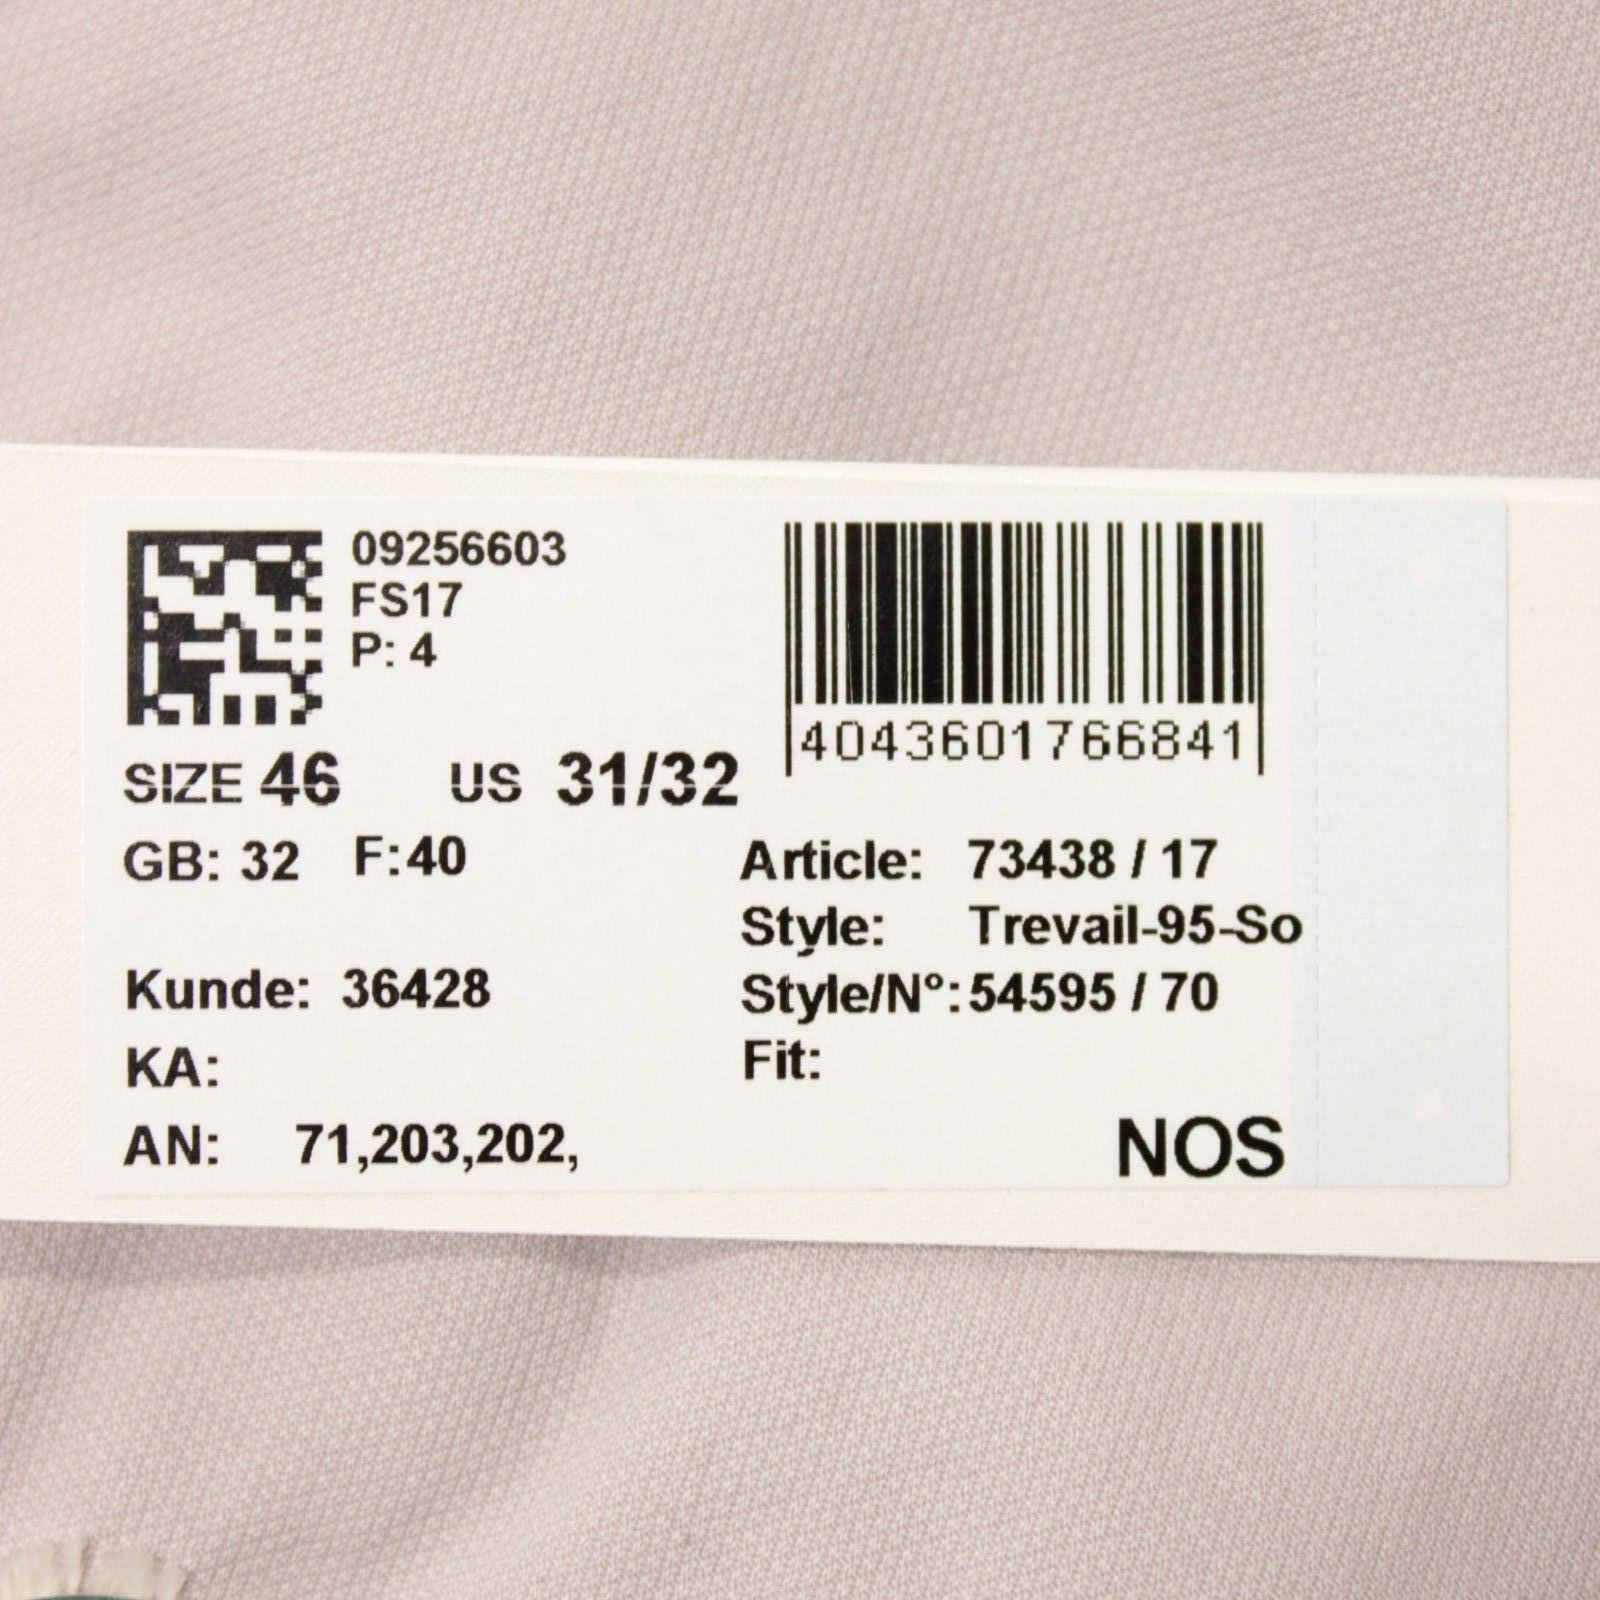 09256603
FS17
P: 4
4043601766841
SIZE 46 US 31/32
GB: 32 F:40
Article: 73438 / 17
Style: Trevail-95-So
Kunde: 36428
Style/N°: 54595 / 70
KA:
Fit:
AN: 71,203,202,
NOS